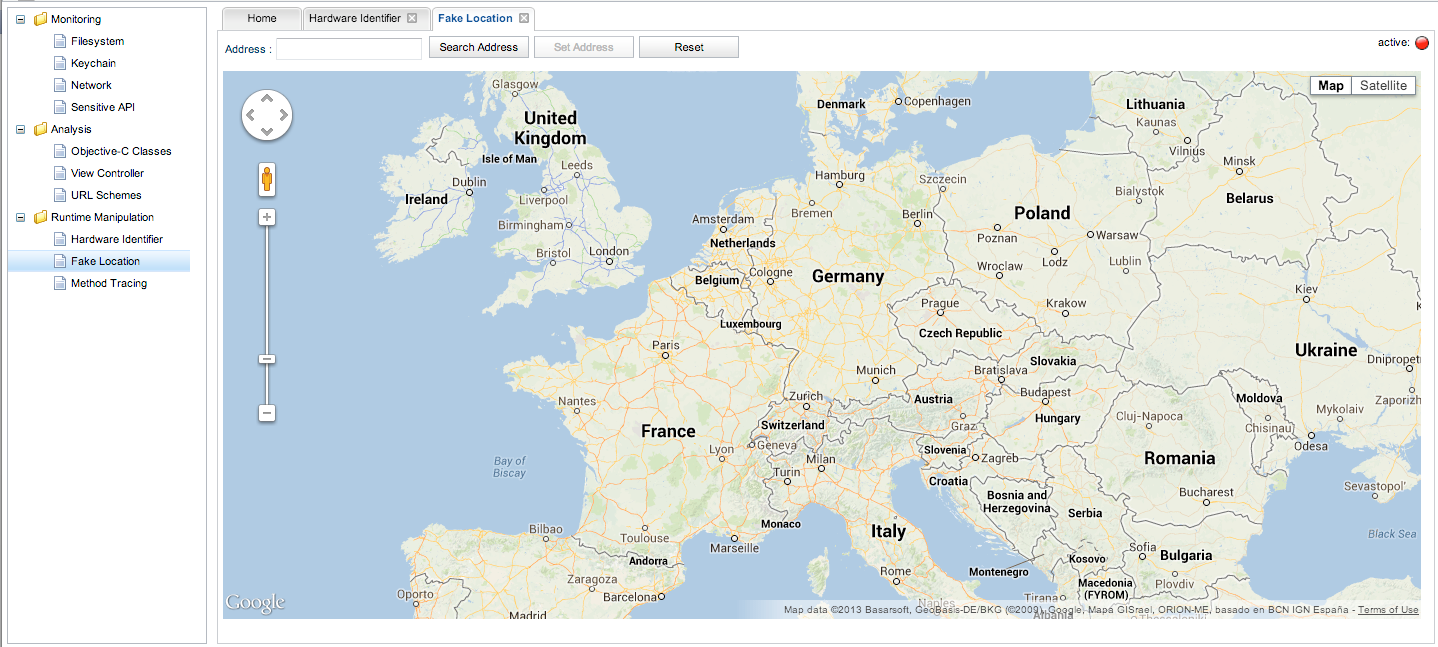 Monitoring
Filesystem
Keychain
Network
Sensitive API
Analysis
Objective-C Classes
View Controller
URL Schemes
Runtime Manipulation
Hardware Identifier
Fake Location
Method Tracing
Home
Hardware Identifier
Fake Location
Address :
Search Address
Set Address
Reset
active:
Map
Satellite
Glasgow
United
Kingdom
Isle of Man
Leeds
Dublin
Ireland
Liverpool
Birmingham
Bristol
London
Denmark
Copenhagen
Lithuania
Kaunas
Vilnius
Minsk
Belarus
Hamburg
Szczecin
Bialystok
Bremen
Berlin
Poland
Amsterdam
Netherlands
Poznan
Warsaw
Cologne
Belgium
Germany
Wroclaw
Lodz
Lublin
Kiev
Luxembourg
Prague
Krakow
Czech Republic
Paris
Ukraine
Slovakia
Dnipropet
Munich
Bratislava
Nantes
Zurich
Austria
Budapest
Moldova
Zaporizh
Switzerland
Graz
Hungary
Cluj-Napoca
Mykolaiv
Chisinau
France
Geneva
Lyon
Slovenia
Zagreb
Odesa
Bay of
Biscay
Milan
Turin
Croatia
Romania
Bosnia and
Herzegovina
Bucharest
Sevastopol'
Serbia
Monaco
Bilbao
Toulouse
Marseille
Italy
Black Sea
Andorra
Kosovo
Sofia
Bulgaria
Rome
Montenegro
Zaragoza
Macedonia
(FYROM)
Plovdiv
Oporto
Barcelona
Naples
Tirana
Google
Madrid
Albania
Thessaloniki
Map data ©2013 Basarsoft, GeoBasis-DE/BKG (©2009), Google, Mapa GISrael, ORION-ME, basado en BCN IGN España - Terms of Use